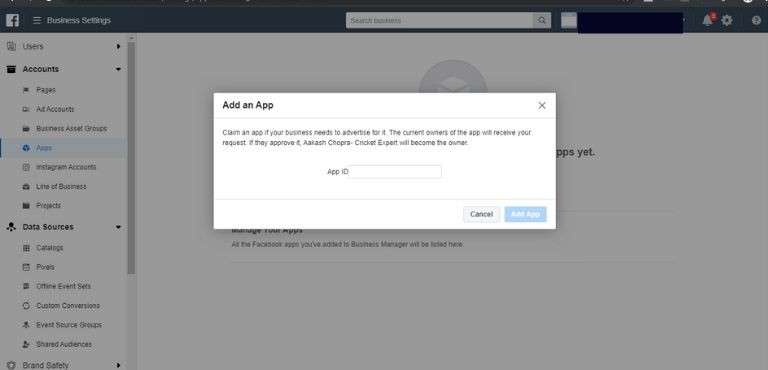 Business Settings
Search business
Users
Accounts
Pages
Ad Accounts
Business Asset Groups
Apps
Instagram Accounts
Line of Business
Projects
Data Sources
Catalogs
Pixels
Offline Event Sets
Custom Conversions
Event Source Groups
Shared Audiences
Brand Safety
Add an App
Claim an app if your business needs to advertise for it. The current owners of the app will receive your
request. If they approve it, Aakash Chopra- Cricket Expert will become the owner.
App ID
Cancel
Add App
pps yet.
Manage Your Apps
All the Facebook apps you've added to Business Manager will be listed here.